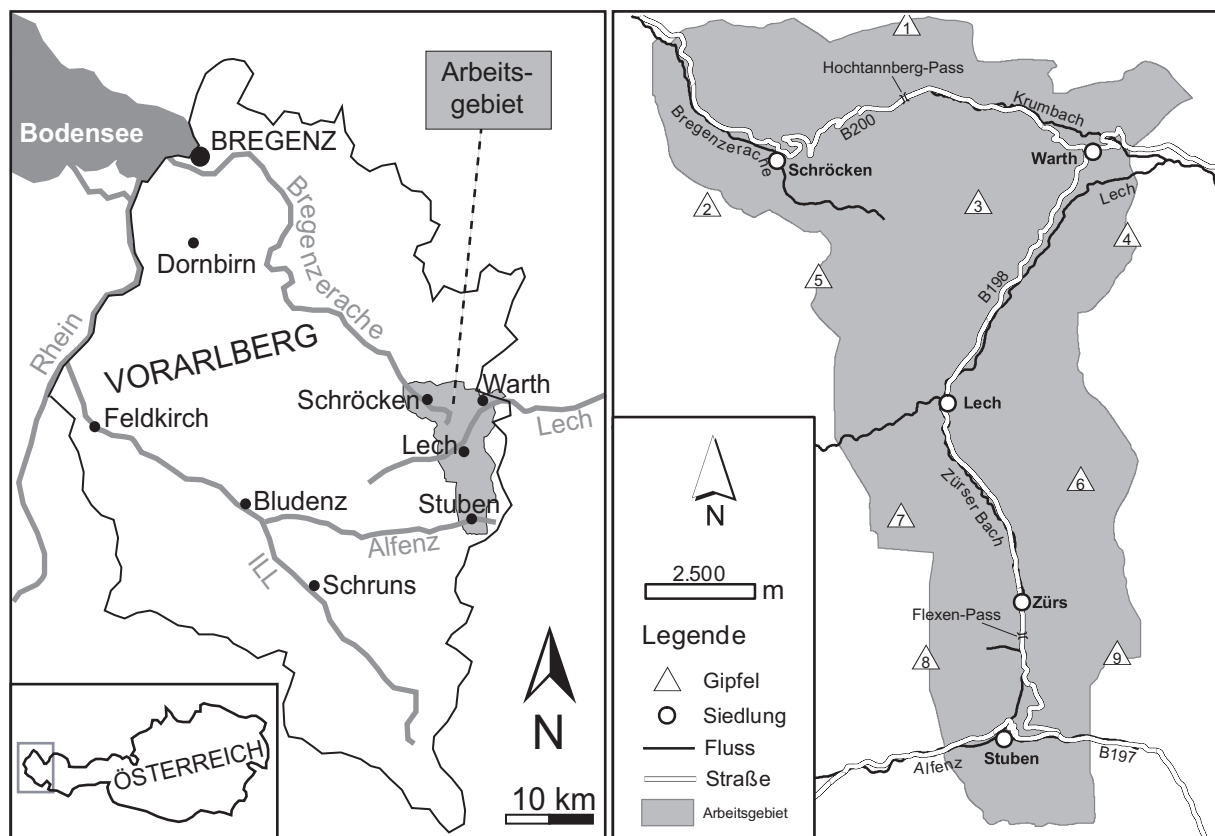 Arbeits-
gebiet
Bodensee
BREGENZ
Bregenzerache
Dornbirn
Rhein
VORARLBERG
Schröcken
Warth
Lech
Feldkirch
Lech
Bludenz
Stuben
Alfenz
ILL
Schruns
N
10 km
ÖSTERREICH
1
Hochtannberg-Pass
Krumbach
B200
Bregenzerache
Schröcken
Warth
Lech
2
3
4
5
B198
Lech
Zürser Bach
6
7
Zürs
Flexen-Pass
8
9
Alfenz
Stuben
B197
N
2.500 m
Legende
Gipfel
Siedlung
Fluss
Straße
Arbeitsgebiet